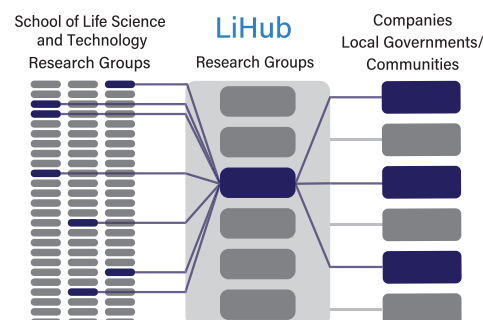 School of Life Science
and Technology
Research Groups
LiHub
Research Groups
Companies
Local Governments/
Communities